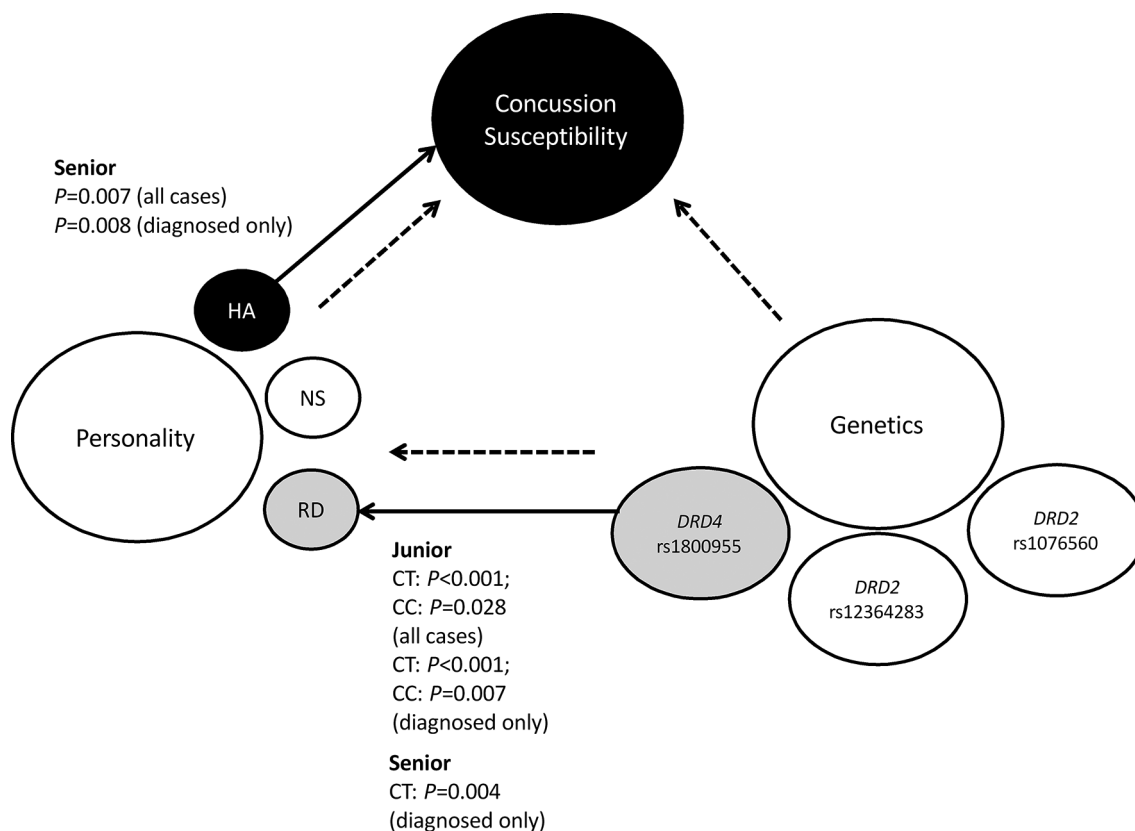 Concussion
Susceptibility
Senior
P=0.007 (all cases)
P=0.008 (diagnosed only)
HA
NS
Personality
RD
Genetics
DRD4
rs1800955
DRD2
rs12364283
DRD2
rs1076560
Junior
CT: P<0.001;
CC: P=0.028
(all cases)
CT: P<0.001;
CC: P=0.007
(diagnosed only)
Senior
CT: P=0.004
(diagnosed only)